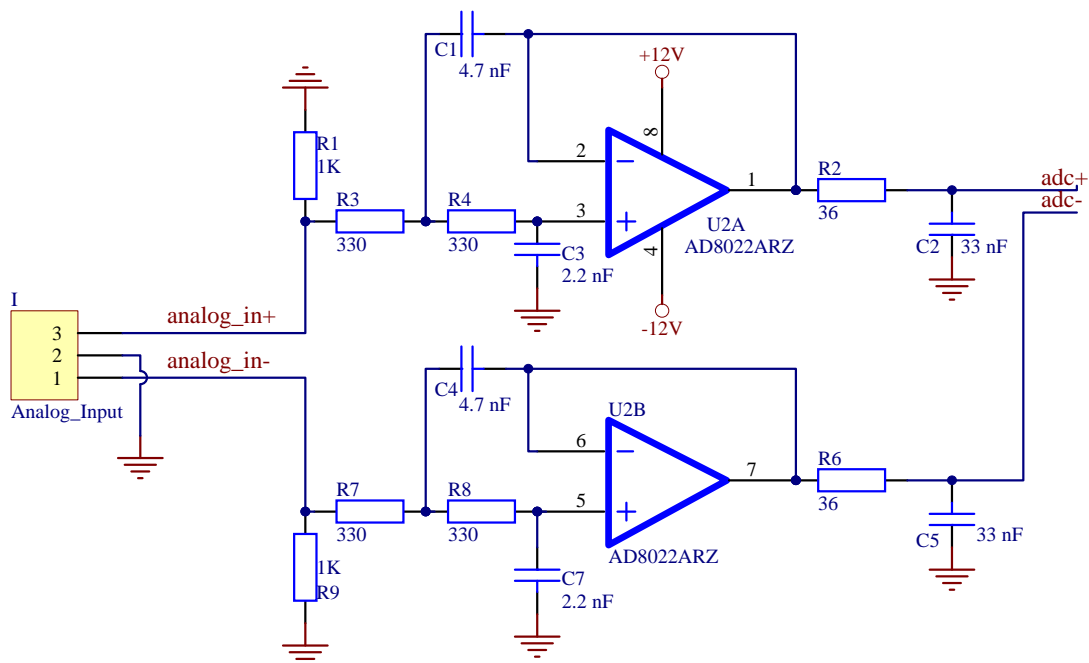 C1
4.7 nF
+12V
R1
1K
8
2
R3
330
R4
330
3
1
R2
36
adc+
adc-
C3
2.2 nF
4
U2A
AD8022ARZ
C2
33 nF
-12V
I
3
2
1
Analog_Input
analog_in+
analog_in-
C4
4.7 nF
U2B
6
7
R7
330
R8
330
5
R6
36
AD8022ARZ
C5
33 nF
1K
R9
C7
2.2 nF